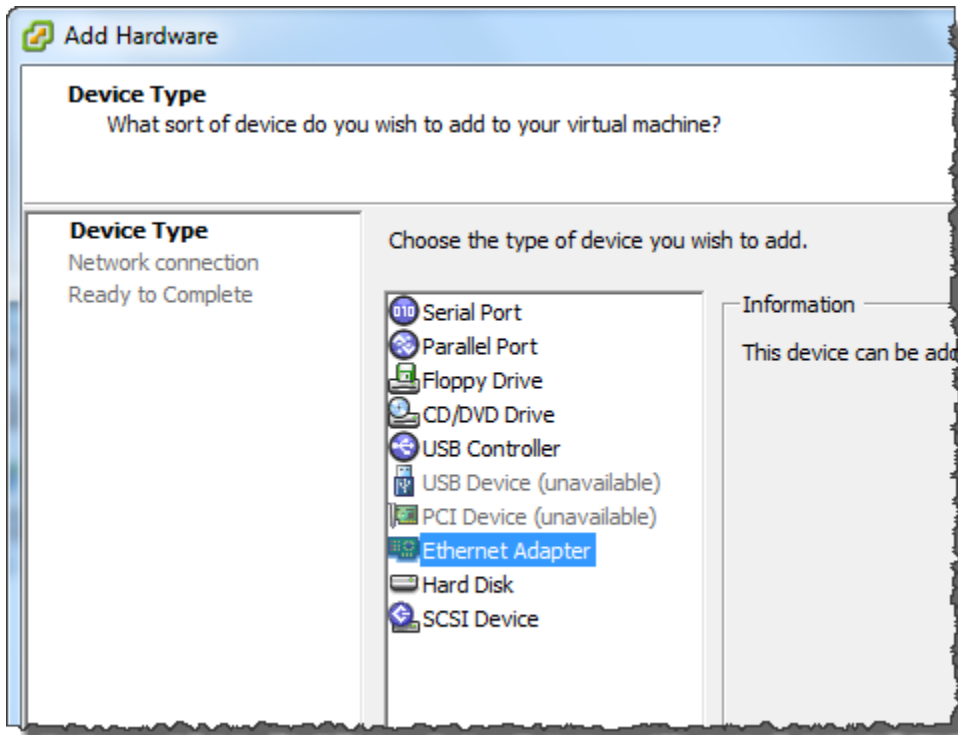 Add Hardware
Device Type
What sort of device do you wish to add to your virtual machine?
Device Type
Network connection
Ready to Complete
Choose the type of device you wish to add.
Serial Port
Parallel Port
Floppy Drive
CD/DVD Drive
USB Controller
USB Device (unavailable)
PCI Device (unavailable)
Ethernet Adapter
Hard Disk
SCSI Device
Information
This device can be